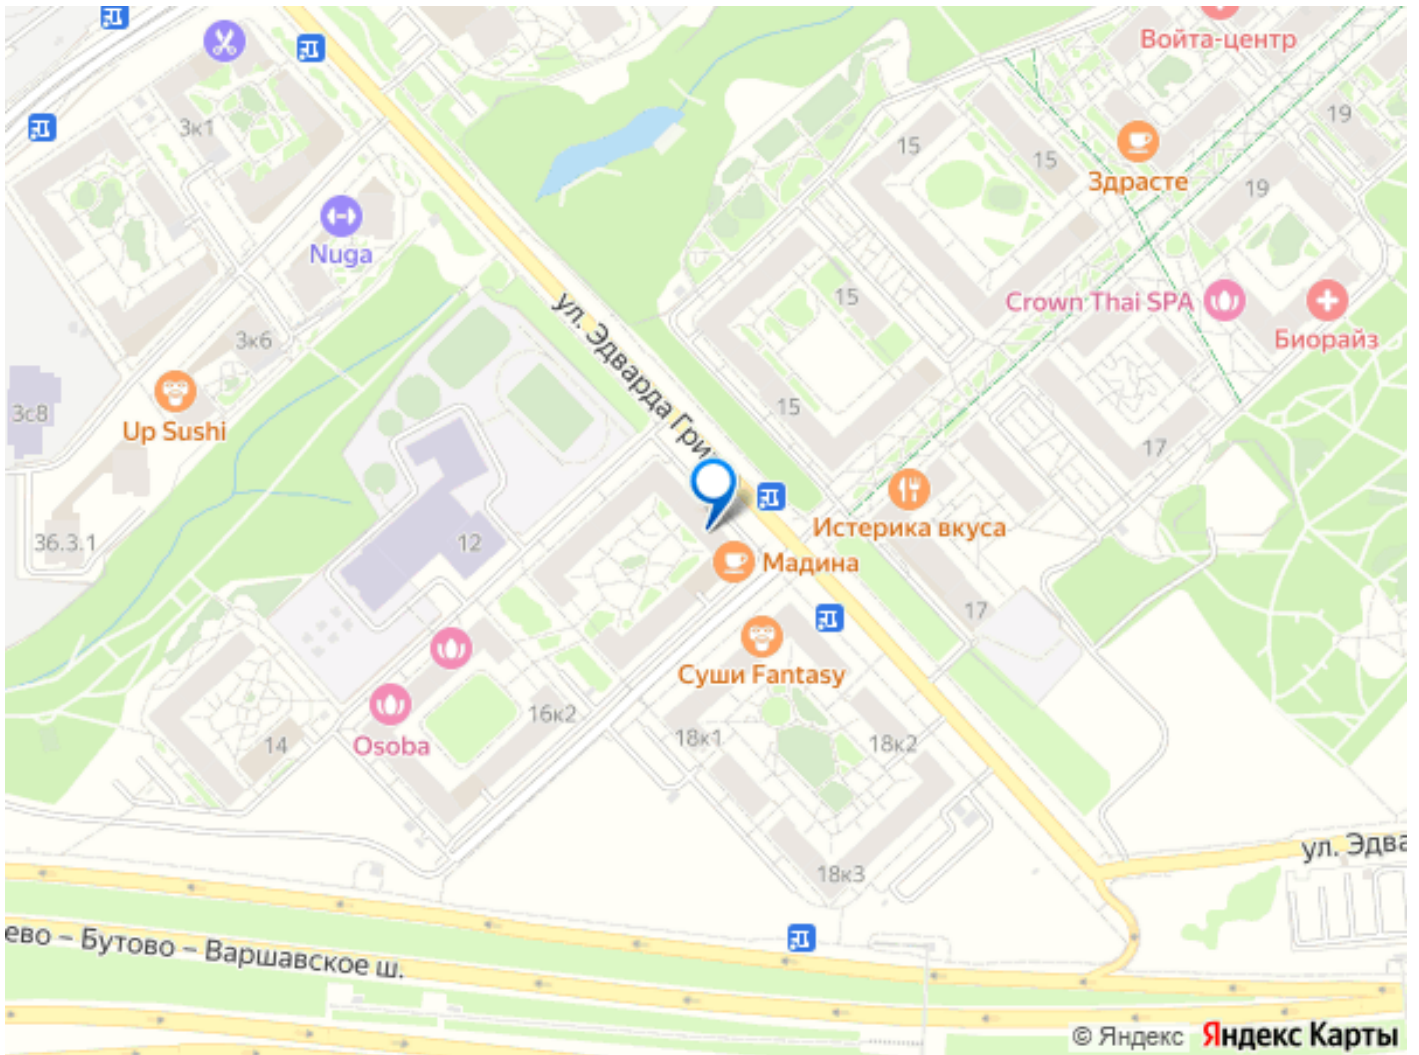 Войта-центр
3к1
15
15
19
Здрасте
19
Nuga
15
Crown Thai SPA
Биорайз
3к6
ул. Эдварда Гри
3с8
Up Sushi
15
17
Истерика вкуса
36.3.1
12
Мадина
17
Суши Fantasy
16к2
18к1
18к2
14
Osoba
ул. Эдва
18к3
ево – Бутово – Варшавское ш.
© Яндекс Яндекс Карты